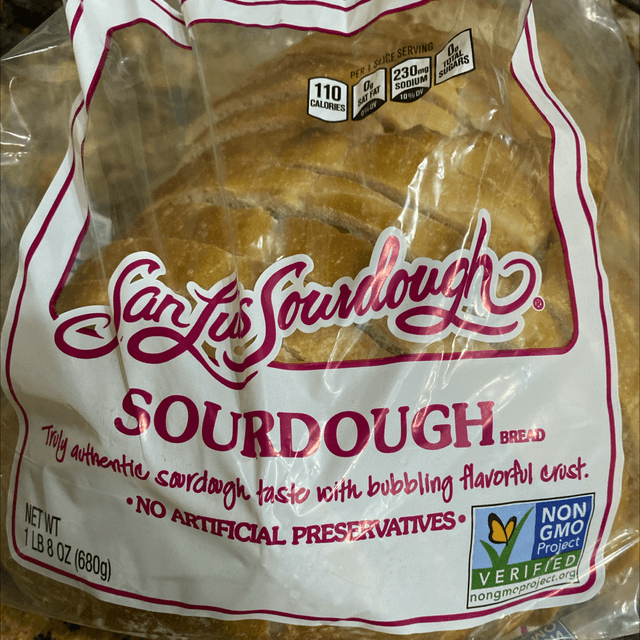 PER 1 SLICE SERVING
110 CALORIES
0g SAT FAT 0% DV
230mg SODIUM 10% DV
0g TOTAL SUGARS
San Luis Sourdough®
SOURDOUGH BREAD
Truly authentic sourdough taste with bubbling flavorful crust.
• NO ARTIFICIAL PRESERVATIVES •
NET WT
1 LB 8 OZ (680g)
NON
GMO
Project
VERIFIED
nongmoproject.org